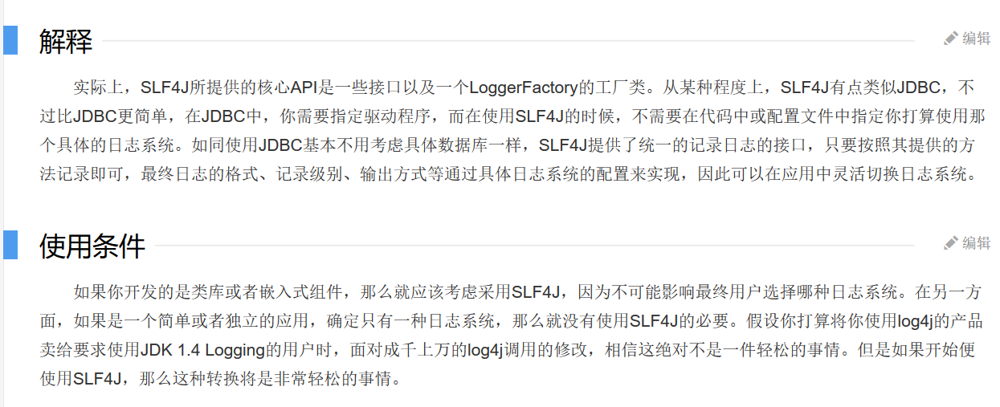 解释
编辑
实际上，SLF4J所提供的核心API是一些接口以及一个LoggerFactory的工厂类。从某种程度上，SLF4J有点类似JDBC，不
过比JDBC更简单，在JDBC中，你需要指定驱动程序，而在使用SLF4J的时候，不需要在代码中或配置文件中指定你打算使用那
个具体的日志系统。如同使用JDBC基本不用考虑具体数据库一样，SLF4J提供了统一的记录日志的接口，只要按照其提供的方
法记录即可，最终日志的格式、记录级别、输出方式等通过具体日志系统的配置来实现，因此可以在应用中灵活切换日志系统。
使用条件
编辑
如果你开发的是类库或者嵌入式组件，那么就应该考虑采用SLF4J，因为不可能影响最终用户选择哪种日志系统。在另一方
面，如果是一个简单或者独立的应用，确定只有一种日志系统，那么就没有使用SLF4J的必要。假设你打算将你使用log4j的产品
卖给要求使用JDK 1.4 Logging的用户时，面对成千上万的log4j调用的修改，相信这绝对不是一件轻松的事情。但是如果开始便
使用SLF4J，那么这种转换将是非常轻松的事情。